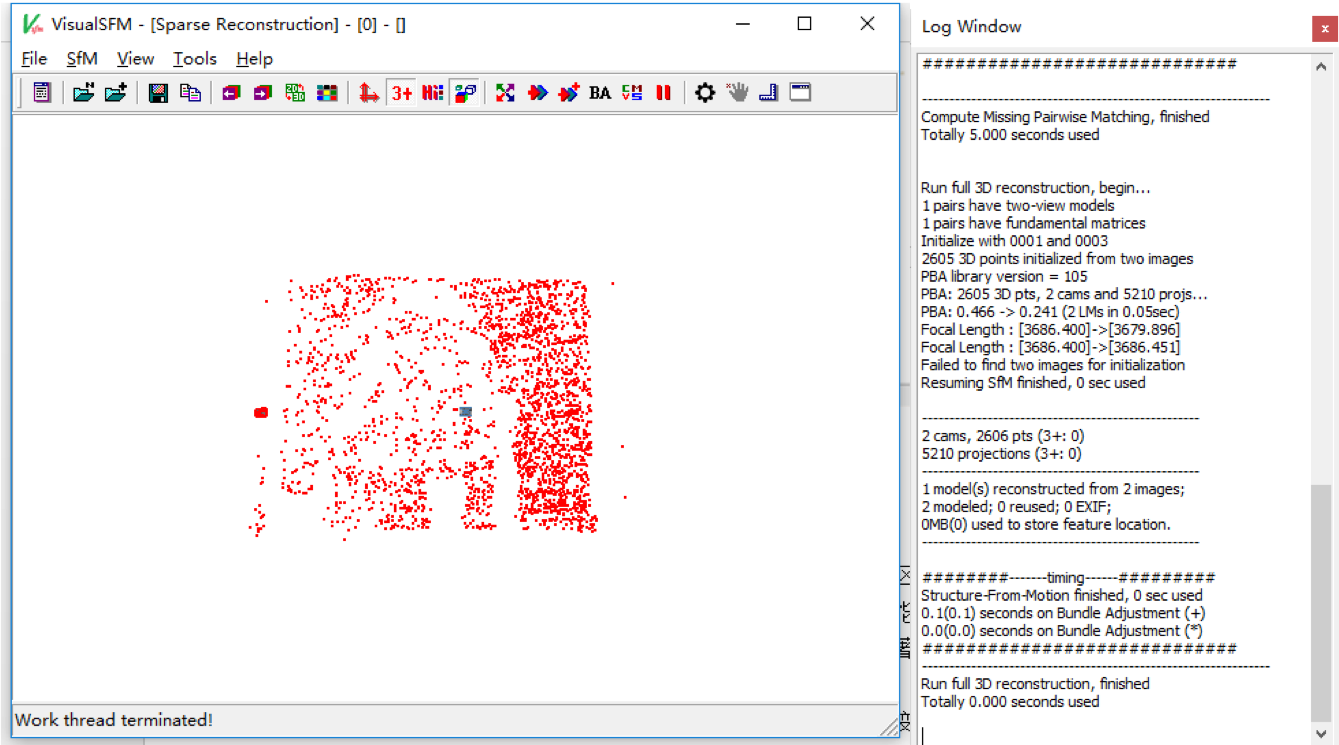 VisualSFM - [Sparse Reconstruction] - [0] - []
File SfM View Tools Help
3+ BA
Work thread terminated!
Log Window
#############################
--------------------------------------------------------------
Compute Missing Pairwise Matching, finished
Totally 5.000 seconds used
Run full 3D reconstruction, begin...
1 pairs have two-view models
1 pairs have fundamental matrices
Initialize with 0001 and 0003
2605 3D points initialized from two images
PBA library version = 105
PBA: 2605 3D pts, 2 cams and 5210 projs...
PBA: 0.466 -> 0.241 (2 LMs in 0.05sec)
Focal Length : [3686.400]->[3679.896]
Focal Length : [3686.400]->[3686.451]
Failed to find two images for initialization
Resuming SfM finished, 0 sec used
--------------------------------------------------
2 cams, 2606 pts (3+: 0)
5210 projections (3+: 0)
--------------------------------------------------
1 model(s) reconstructed from 2 images;
2 modeled; 0 reused; 0 EXIF;
0MB(0) used to store feature location.
--------------------------------------------------
########-------timing------#########
Structure-From-Motion finished, 0 sec used
0.1(0.1) seconds on Bundle Adjustment (+)
0.0(0.0) seconds on Bundle Adjustment (*)
#############################
--------------------------------------------------------------
Run full 3D reconstruction, finished
Totally 0.000 seconds used